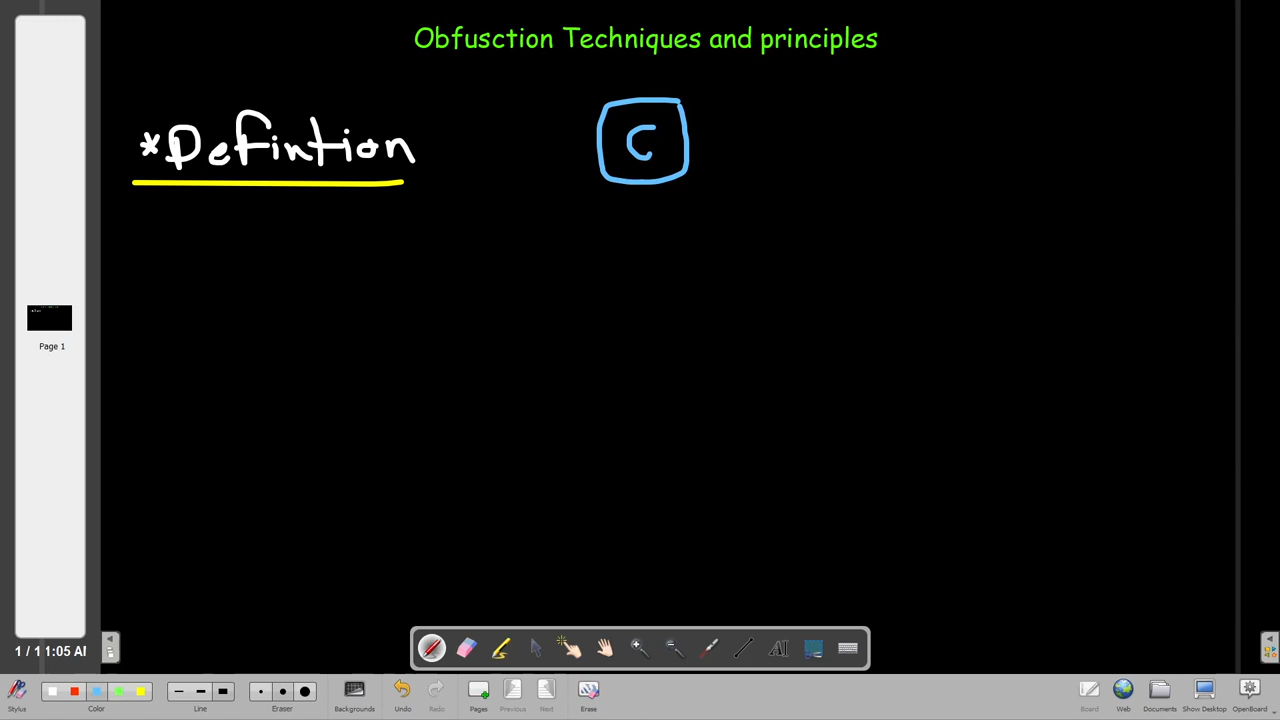 Obfusction Techniques and principles
*Defintion
C
Page 1
1 / 1 1:05 AM
Stylus
Color
Line
Eraser
Backgrounds
Undo
Redo
Pages
Previous
Next
Erase
Board
Web
Documents
Show Desktop
OpenBoard
AI